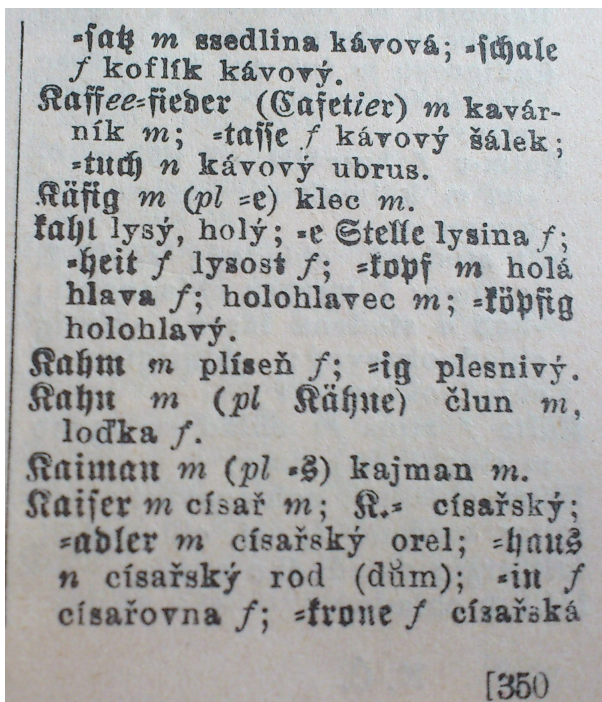 ⸗ſatz m ssedlina kávová; ⸗ſchale
f koflík kávový.
Kaffee⸗ſieder (Cafetier) m kavár-
ník m; ⸗taſſe f kávový šálek;
⸗tuch n kávový ubrus.
Käfig m (pl ⸗e) klec m.
kahl lysý, holý; ⸗e Stelle lysina f;
⸗heit f lysost f; ⸗kopf m holá
hlava f; holohlavec m; ⸗köpfig
holohlavý.
Kahm m plíseň f; ⸗ig plesnivý.
Kahn m (pl Kähne) člun m,
loďka f.
Kaiman m (pl ⸗s) kajman m.
Kaiſer m císař m; K.⸗ císařský;
⸗adler m císařský orel; ⸗haus
n císařský rod (dům); ⸗in f
císařovna f; ⸗krone f císařská
[350